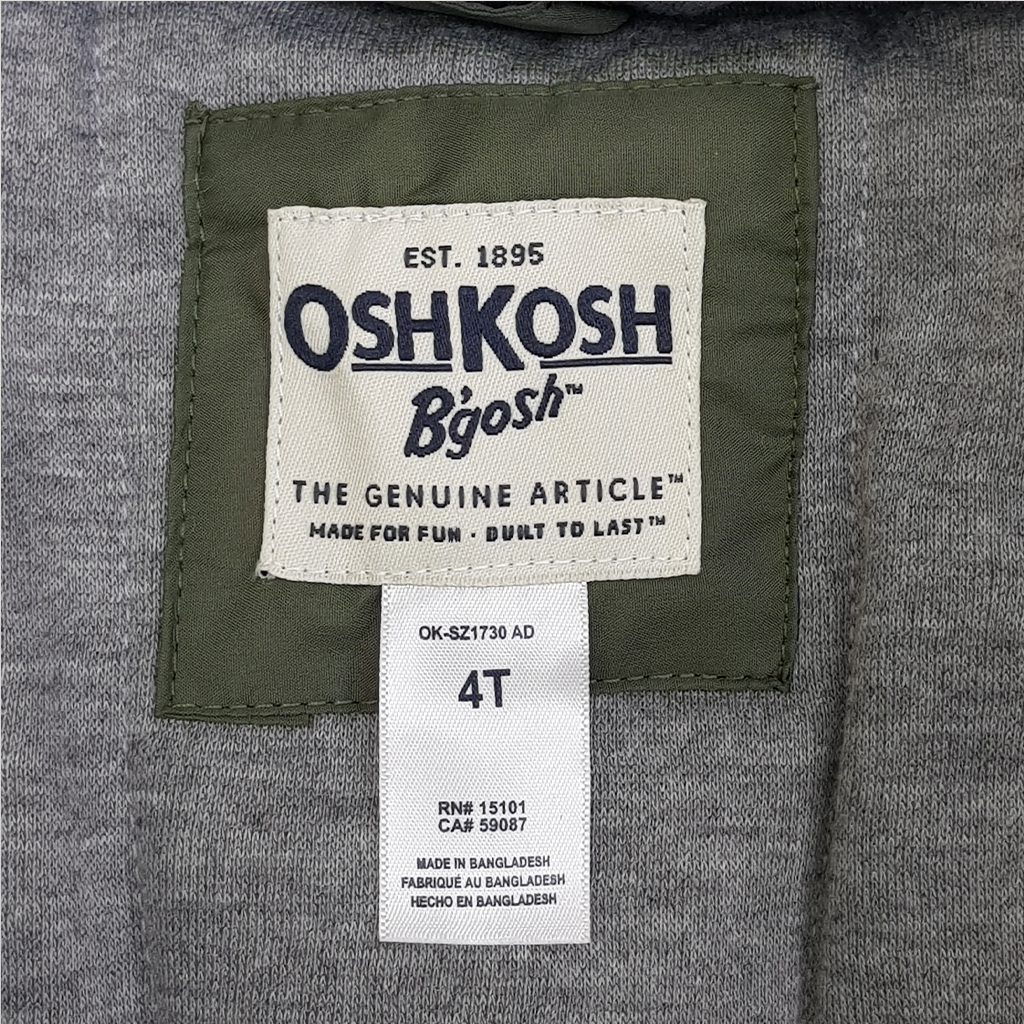 EST. 1895
OSHKOSH
B'gosh™
THE GENUINE ARTICLE™
MADE FOR FUN · BUILT TO LAST™
OK-SZ1730 AD
4T
RN# 15101
CA# 59087
MADE IN BANGLADESH
FABRIQUÉ AU BANGLADESH
HECHO EN BANGLADESH